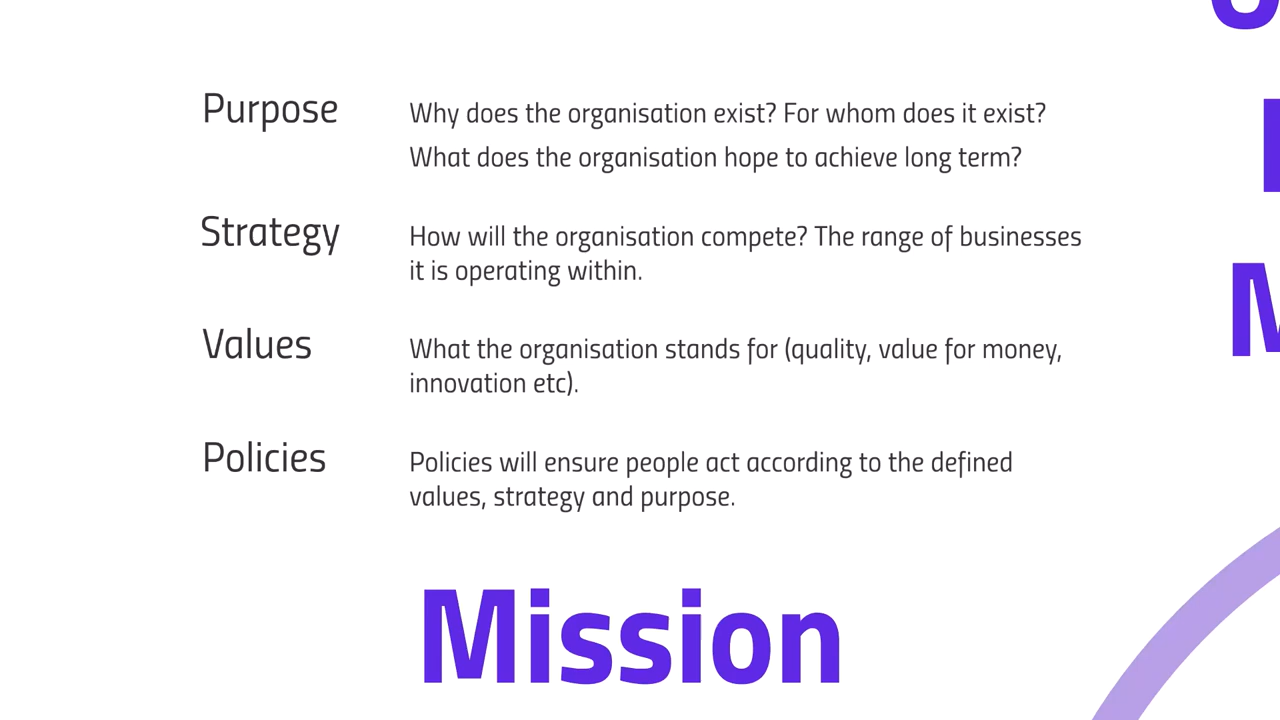 Purpose
Why does the organisation exist? For whom does it exist?
What does the organisation hope to achieve long term?
Strategy
How will the organisation compete? The range of businesses
it is operating within.
Values
What the organisation stands for (quality, value for money,
innovation etc).
Policies
Policies will ensure people act according to the defined
values, strategy and purpose.
Mission